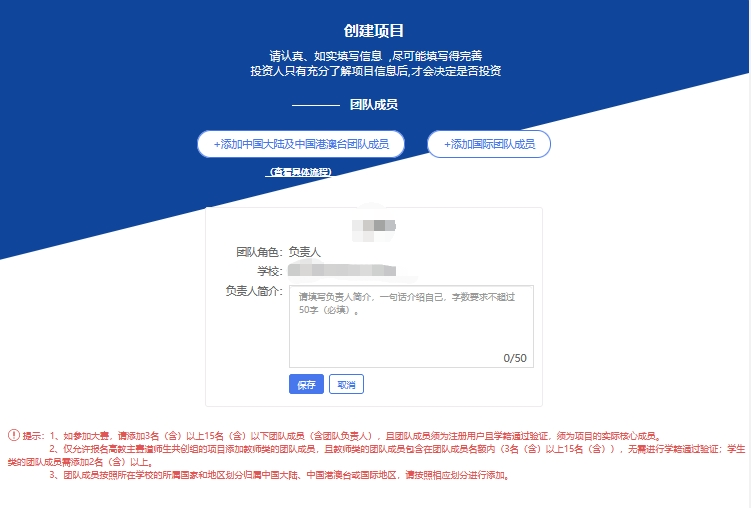 创建项目
请认真、如实填写信息 ,尽可能填写得完善
投资人只有充分了解项目信息后,才会决定是否投资
团队成员
+添加中国大陆及中国港澳台团队成员
+添加国际团队成员
(查看具体流程)
团队角色: 负责人
学校:
负责人简介:
请填写负责人简介,一句话介绍自己,字数要求不超过
50字(必填)。
0/50
保存
取消
提示:1、如参加大赛,请添加3名(含)以上15名(含)以下团队成员(含团队负责人),且团队成员须为注册用户且学籍通过验证,须为项目的实际核心成员。
2、仅允许报名高教主赛道师生共创组的项目添加教师类的团队成员,且教师类的团队成员包含在团队成员名额内(3名(含)以上15名(含)),无需进行学籍通过验证;学生
类的团队成员需添加2名(含)以上。
3、团队成员按照所在学校的所属国家和地区划分归属中国大陆、中国港澳台或国际地区,请按照相应划分进行添加。